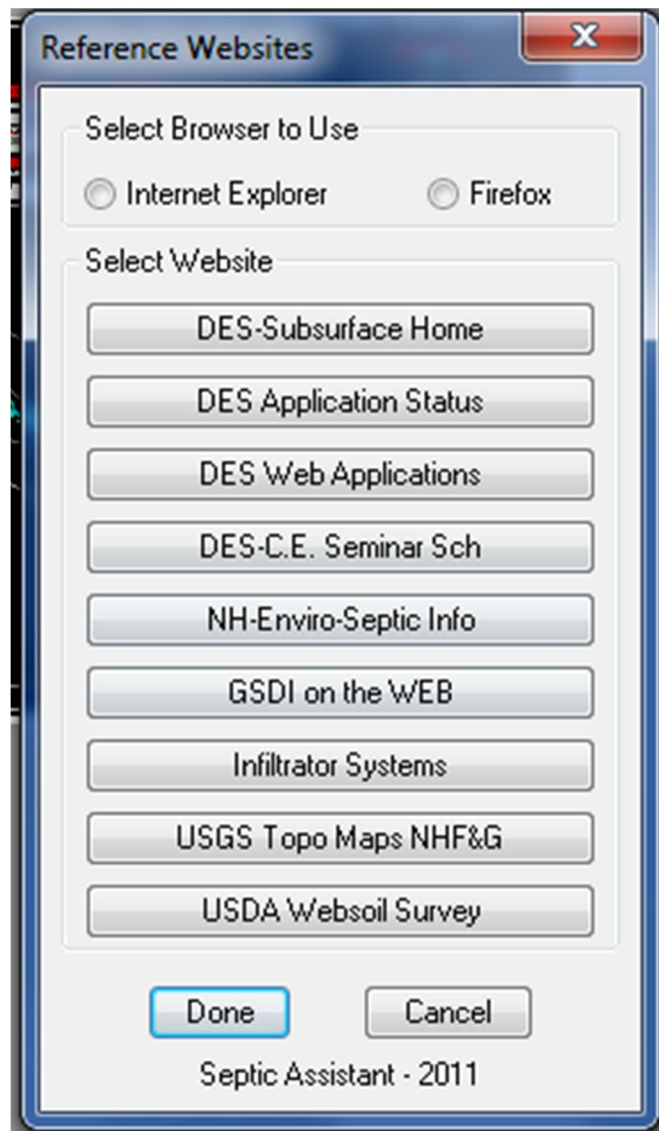 Reference Websites
Select Browser to Use
Internet Explorer Firefox
Select Website
DES-Subsurface Home
DES Application Status
DES Web Applications
DES-C.E. Seminar Sch
NH-Enviro-Septic Info
GSDI on the WEB
Infiltrator Systems
USGS Topo Maps NHF&G
USDA Websoil Survey
Done Cancel
Septic Assistant - 2011